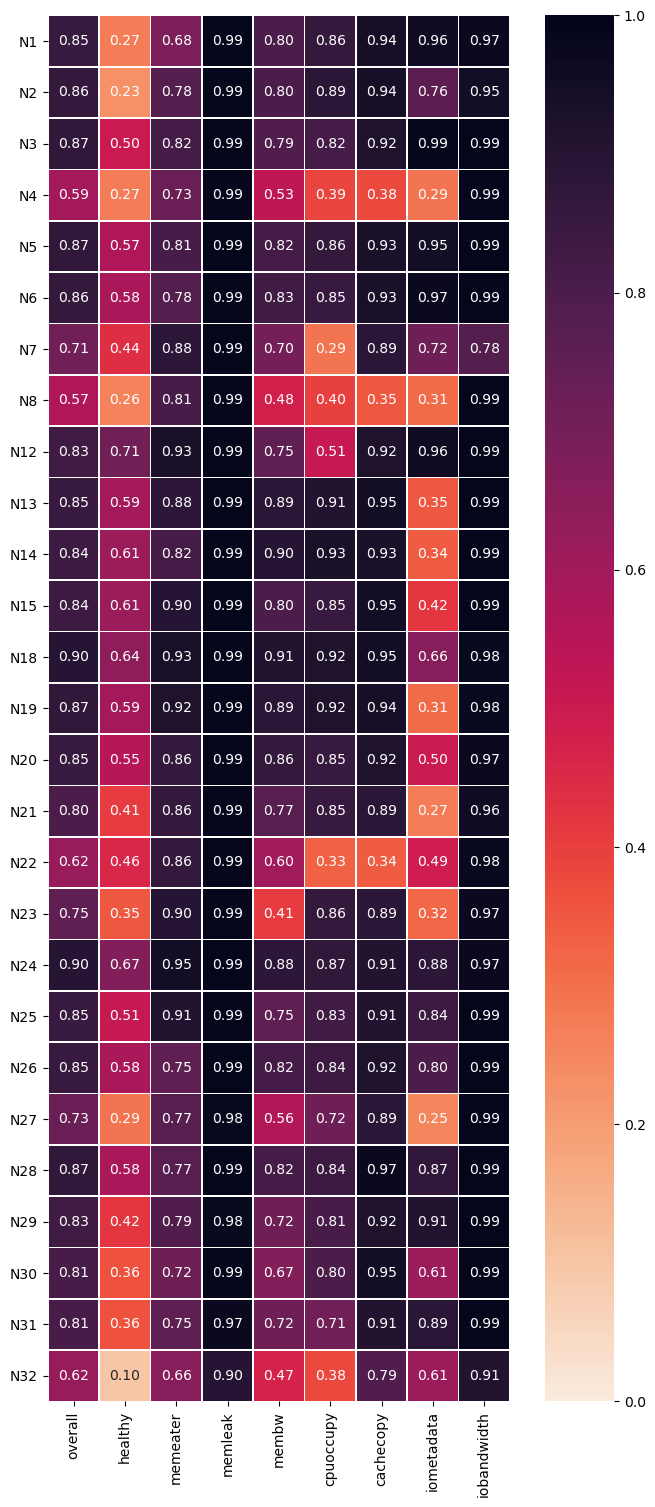 N1 0.85 0.27 0.68 0.99 0.80 0.86 0.94 0.96 0.97
N2 0.86 0.23 0.78 0.99 0.80 0.89 0.94 0.76 0.95
N3 0.87 0.50 0.82 0.99 0.79 0.82 0.92 0.99 0.99
N4 0.59 0.27 0.73 0.99 0.53 0.39 0.38 0.29 0.99
N5 0.87 0.57 0.81 0.99 0.82 0.86 0.93 0.95 0.99
N6 0.86 0.58 0.78 0.99 0.83 0.85 0.93 0.97 0.99
N7 0.71 0.44 0.88 0.99 0.70 0.29 0.89 0.72 0.78
N8 0.57 0.26 0.81 0.99 0.48 0.40 0.35 0.31 0.99
N12 0.83 0.71 0.93 0.99 0.75 0.51 0.92 0.96 0.99
N13 0.85 0.59 0.88 0.99 0.89 0.91 0.95 0.35 0.99
N14 0.84 0.61 0.82 0.99 0.90 0.93 0.93 0.34 0.99
N15 0.84 0.61 0.90 0.99 0.80 0.85 0.95 0.42 0.99
N18 0.90 0.64 0.93 0.99 0.91 0.92 0.95 0.66 0.98
N19 0.87 0.59 0.92 0.99 0.89 0.92 0.94 0.31 0.98
N20 0.85 0.55 0.86 0.99 0.86 0.85 0.92 0.50 0.97
N21 0.80 0.41 0.86 0.99 0.77 0.85 0.89 0.27 0.96
N22 0.62 0.46 0.86 0.99 0.60 0.33 0.34 0.49 0.98
N23 0.75 0.35 0.90 0.99 0.41 0.86 0.89 0.32 0.97
N24 0.90 0.67 0.95 0.99 0.88 0.87 0.91 0.88 0.97
N25 0.85 0.51 0.91 0.99 0.75 0.83 0.91 0.84 0.99
N26 0.85 0.58 0.75 0.99 0.82 0.84 0.92 0.80 0.99
N27 0.73 0.29 0.77 0.98 0.56 0.72 0.89 0.25 0.99
N28 0.87 0.58 0.77 0.99 0.82 0.84 0.97 0.87 0.99
N29 0.83 0.42 0.79 0.98 0.72 0.81 0.92 0.91 0.99
N30 0.81 0.36 0.72 0.99 0.67 0.80 0.95 0.61 0.99
N31 0.81 0.36 0.75 0.97 0.72 0.71 0.91 0.89 0.99
N32 0.62 0.10 0.66 0.90 0.47 0.38 0.79 0.61 0.91
overall healthy memeater memleak membw cpuoccupy cachecopy iometadata iobandwidth
1.0
0.8
0.6
0.4
0.2
0.0